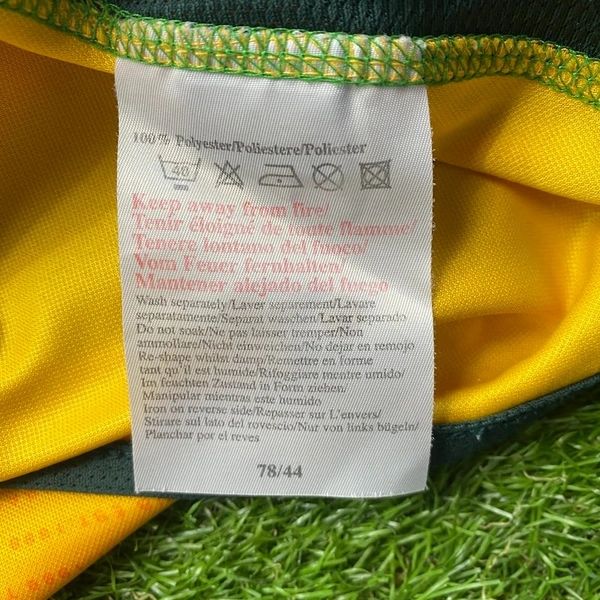 100% Polyester/Poliestere/Poliester
40
Keep away from fire/
Tenir éloigné de toute flamme/
Tenere lontano del fuoco/
Vom Feuer fernhalten/
Mantener alejado del fuego
Wash separately/Laver separement/Lavare
separatamente/Separat waschen/Lavar separado
Do not soak/Ne pas laisser tremper/Non
ammollare/Nicht einweichen/No dejar en remojo
Re-shape whilst damp/Remettre en forme
tant qu'il est humide/Rifoggiare mentre umido/
Im feuchten Zustand in Form ziehen/
Manipular mientras este humido
Iron on reverse side/Repasser sur L'envers/
Stirare sul lato del rovescio/Nur von links bügeln/
Planchar por el reves
78/44